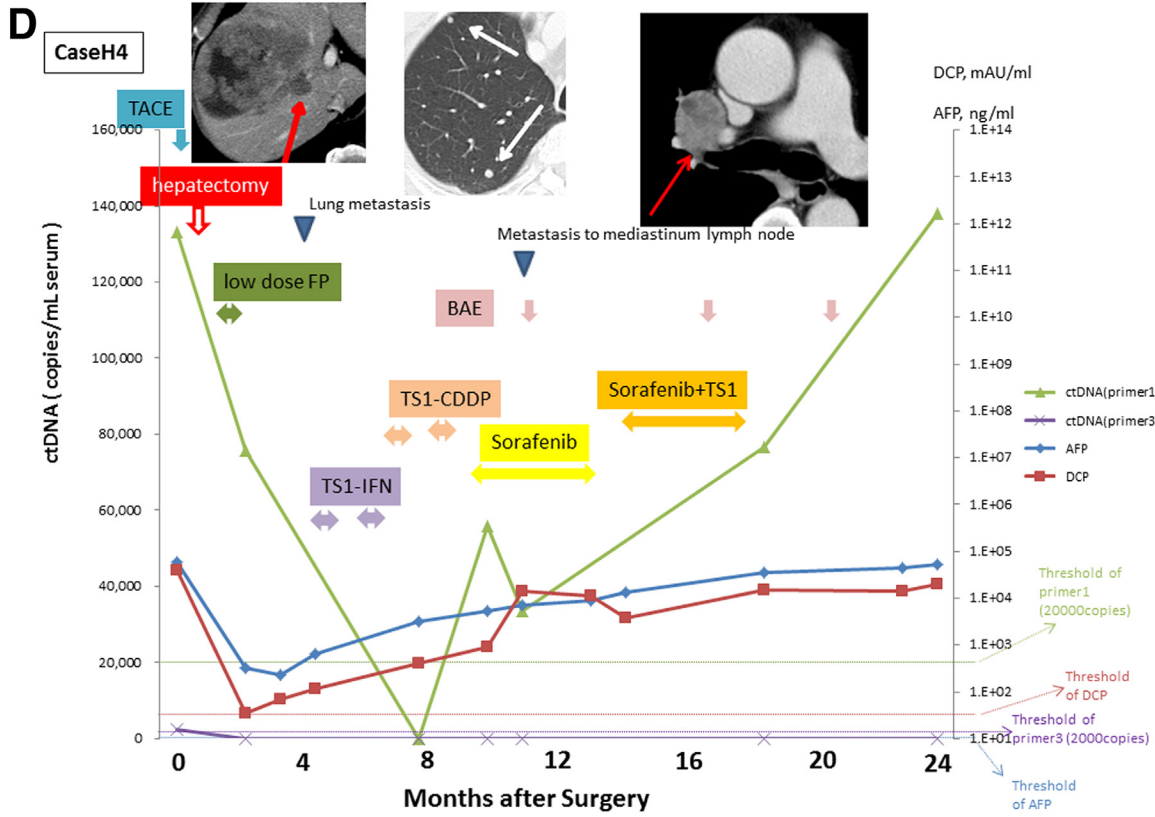 D
CaseH4
DCP, mAU/ml
AFP, ng/ml
TACE
hepatectomy
Lung metastasis
Metastasis to mediastinum lymph node
low dose FP
BAE
TS1-CDDP
Sorafenib
Sorafenib+TS1
TS1-IFN
ctDNA ( copies/mL serum)
160,000
140,000
120,000
100,000
80,000
60,000
40,000
20,000
0
1.E+14
1.E+13
1.E+12
1.E+11
1.E+10
1.E+09
1.E+08
1.E+07
1.E+06
1.E+05
1.E+04
1.E+03
1.E+02
1.E+01
ctDNA(primer1
ctDNA(primer3
AFP
DCP
Threshold of
primer1
(20000copies)
Threshold
of DCP
Threshold of
primer3 (2000copies)
Threshold
of AFP
0 4 8 12 16 20 24
Months after Surgery